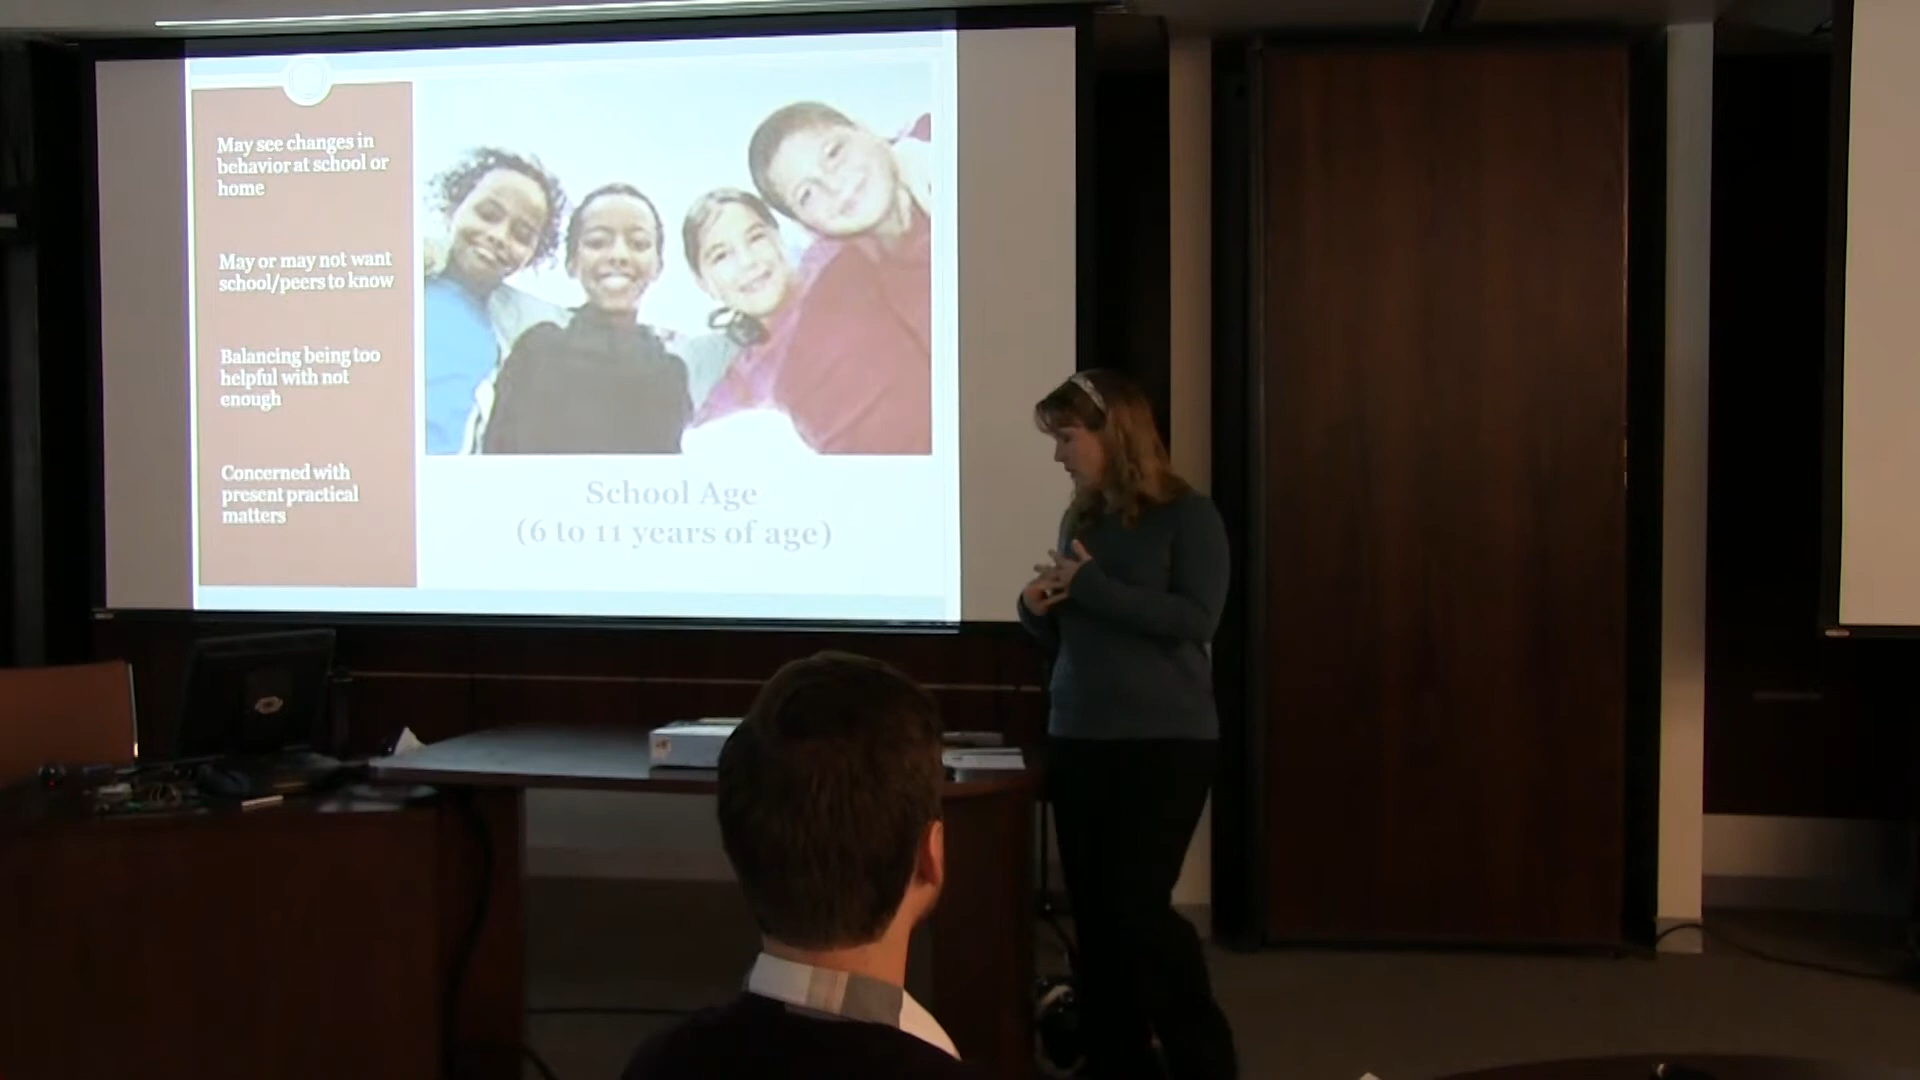 May see changes in
behavior at school or
home
May or may not want
school/peers to know
Balancing being too
helpful with not
enough
Concerned with
present practical
matters
School Age
(6 to 11 years of age)